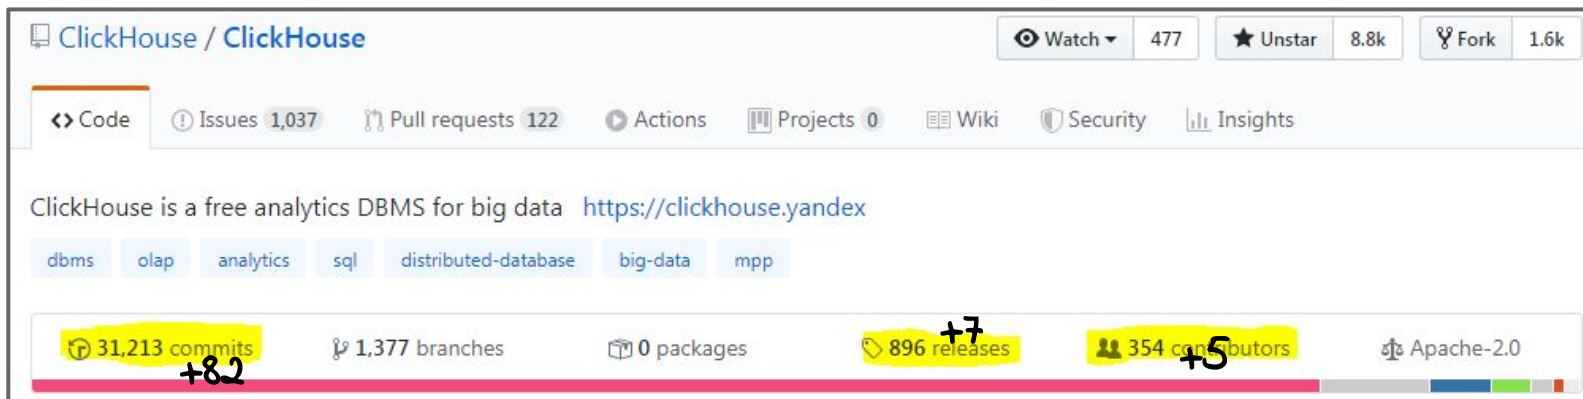 ClickHouse / ClickHouse Watch 477 Unstar 8.8k Fork 1.6k
Code Issues 1,037 Pull requests 122 Actions Projects 0 Wiki Security Insights
ClickHouse is a free analytics DBMS for big data https://clickhouse.yandex
dbms olap analytics sql distributed-database big-data mpp
+7
31,213 commits 1,377 branches 0 packages 896 releases 354 contributors Apache-2.0
+82 +5